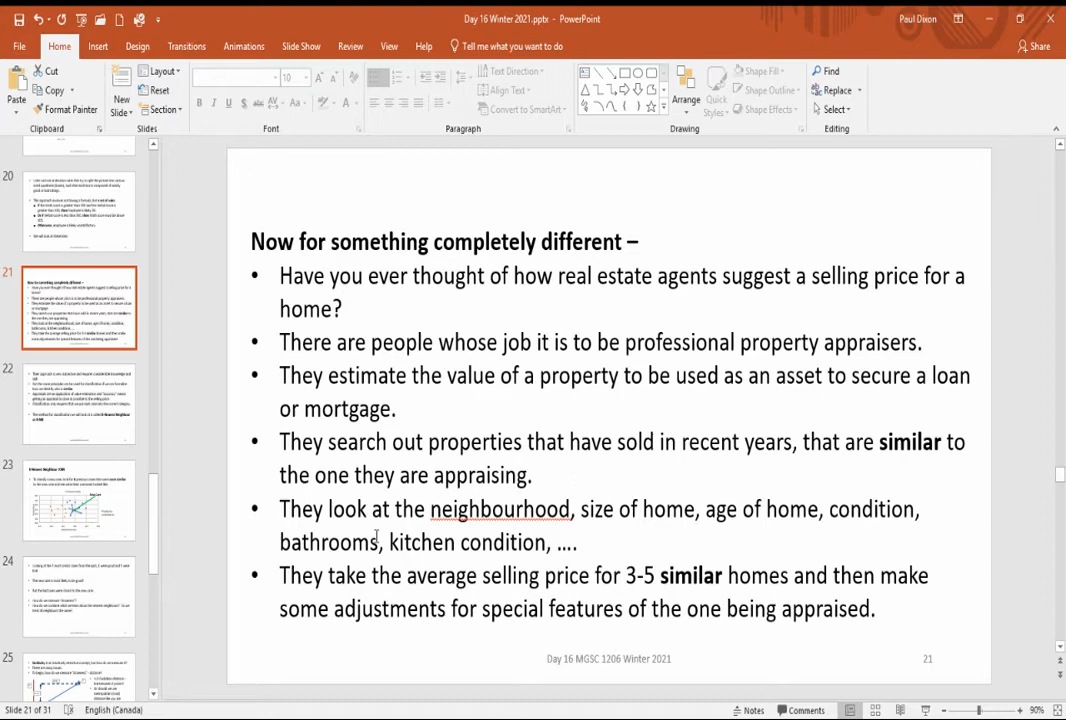 Day 16 Winter 2021.pptx - PowerPoint
Paul Dixon
File Home Insert Design Transitions Animations Slide Show Review View Help Tell me what you want to do Share
Paste
Cut
Copy
Format Painter
Clipboard
New Slide
Layout
Reset
Section
Slides
10
Font
Text Direction
Align Text
Convert to SmartArt
Paragraph
Arrange
Quick Styles
Shape Fill
Shape Outline
Shape Effects
Drawing
Find
Replace
Select
Editing
20
21
22
23
24
25
Now for something completely different –
• Have you ever thought of how real estate agents suggest a selling price for a
home?
• There are people whose job it is to be professional property appraisers.
• They estimate the value of a property to be used as an asset to secure a loan
or mortgage.
• They search out properties that have sold in recent years, that are similar to
the one they are appraising.
• They look at the neighbourhood, size of home, age of home, condition,
bathrooms, kitchen condition, ....
• They take the average selling price for 3-5 similar homes and then make
some adjustments for special features of the one being appraised.
Day 16 MGSC 1206 Winter 2021
21
Slide 21 of 31 English (Canada) Notes Comments 90%